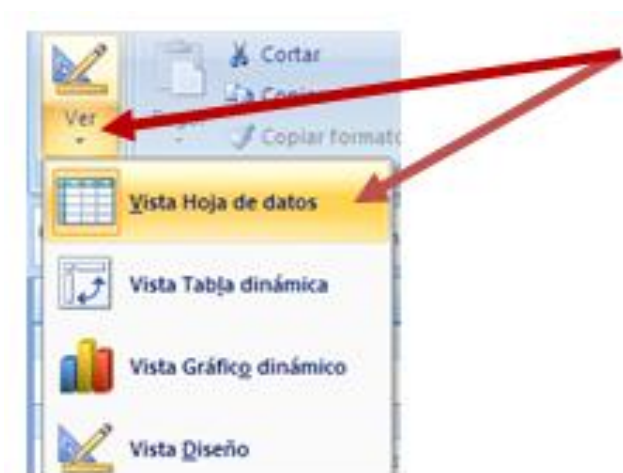 Cortar
Ver
Copiar formato
Vista Hoja de datos
Vista Tabla dinámica
Vista Gráfico dinámico
Vista Diseño